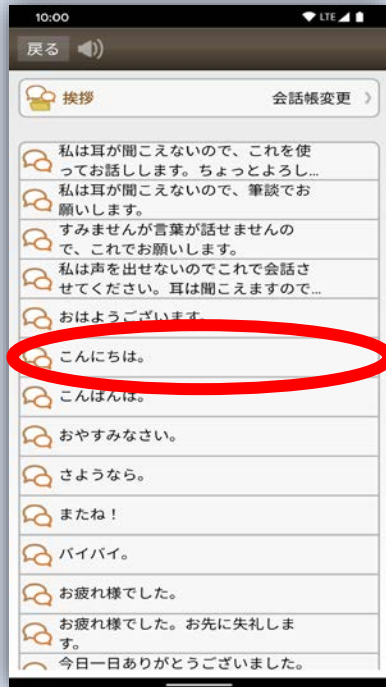 10:00 LTE
戻る
挨拶 会話帳変更
私は耳が聞こえないので、これを使
ってお話しします。ちょっとよろし...
私は耳が聞こえないので、筆談でお
願いします。
すみませんが言葉が話せませんの
で、これでお願いします。
私は声を出せないのでこれで会話さ
せてください。耳は聞こえますので...
おはようございます。
こんにちは。
こんばんは。
おやすみなさい。
さようなら。
またね！
バイバイ。
お疲れ様でした。
お疲れ様でした。お先に失礼しま
す。
今日一日ありがとうございました。